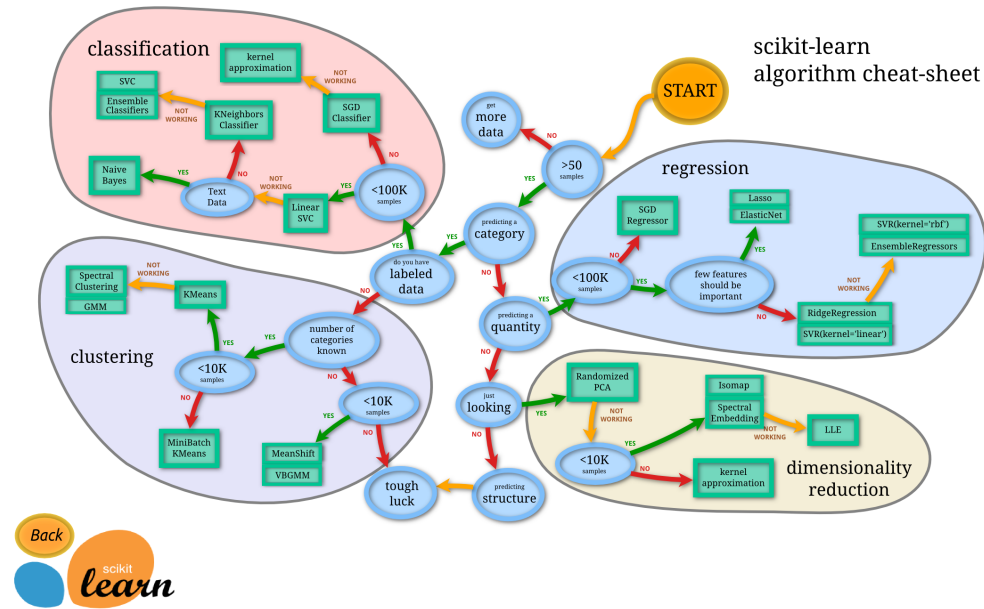 scikit-learn
algorithm cheat-sheet
START
classification
kernel
approximation
NOT
WORKING
SVC
Ensemble
Classifiers
NOT
WORKING
KNeighbors
Classifier
SGD
Classifier
NO
NO
YES
Naive
Bayes
Text
Data
NOT
WORKING
Linear
SVC
YES
<100K
samples
YES
get
more
data
NO
>50
samples
YES
predicting a
category
YES
NO
do you have
labeled
data
NO
predicting a
quantity
YES
NO
just
looking
YES
NO
predicting
structure
tough
luck
regression
SGD
Regressor
NO
<100K
samples
YES
Lasso
ElasticNet
YES
few features
should be
important
NO
SVR(kernel='rbf')
EnsembleRegressors
NOT
WORKING
RidgeRegression
SVR(kernel='linear')
clustering
Spectral
Clustering
GMM
NOT
WORKING
KMeans
YES
number of
categories
known
YES
NO
<10K
samples
NO
MiniBatch
KMeans
<10K
samples
YES
NO
MeanShift
VBGMM
Randomized
PCA
NOT
WORKING
<10K
samples
YES
NO
Isomap
Spectral
Embedding
NOT
WORKING
LLE
kernel
approximation
dimensionality
reduction
Back
scikit
learn